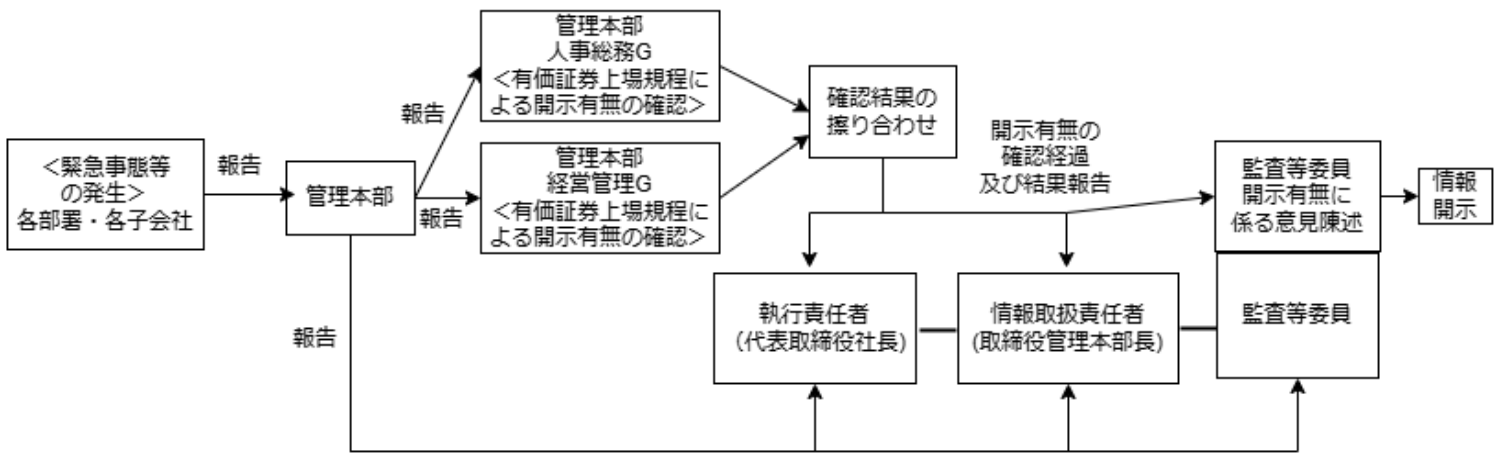 ＜緊急事態等
の発生＞
各部署・各子会社
報告
管理本部
報告
報告
管理本部
人事総務G
＜有価証券上場規程に
よる開示有無の確認＞
管理本部
経営管理G
＜有価証券上場規程に
よる開示有無の確認＞
確認結果の
擦り合わせ
開示有無の
確認経過
及び結果報告
監査等委員
開示有無に
係る意見陳述
情報
開示
報告
執行責任者
（代表取締役社長）
情報取扱責任者
(取締役管理本部長)
監査等委員